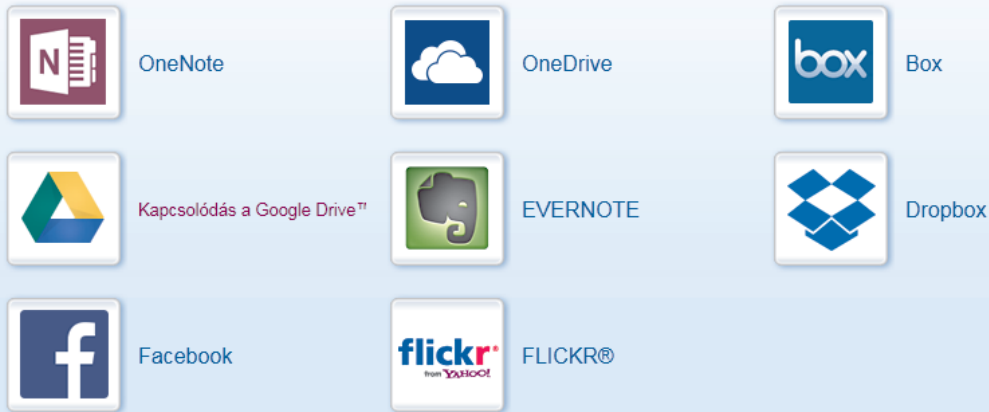 N
OneNote
OneDrive
box
Box
Kapcsolódás a Google Drive™
EVERNOTE
Dropbox
f
Facebook
flickr®
from YAHOO!
FLICKR®